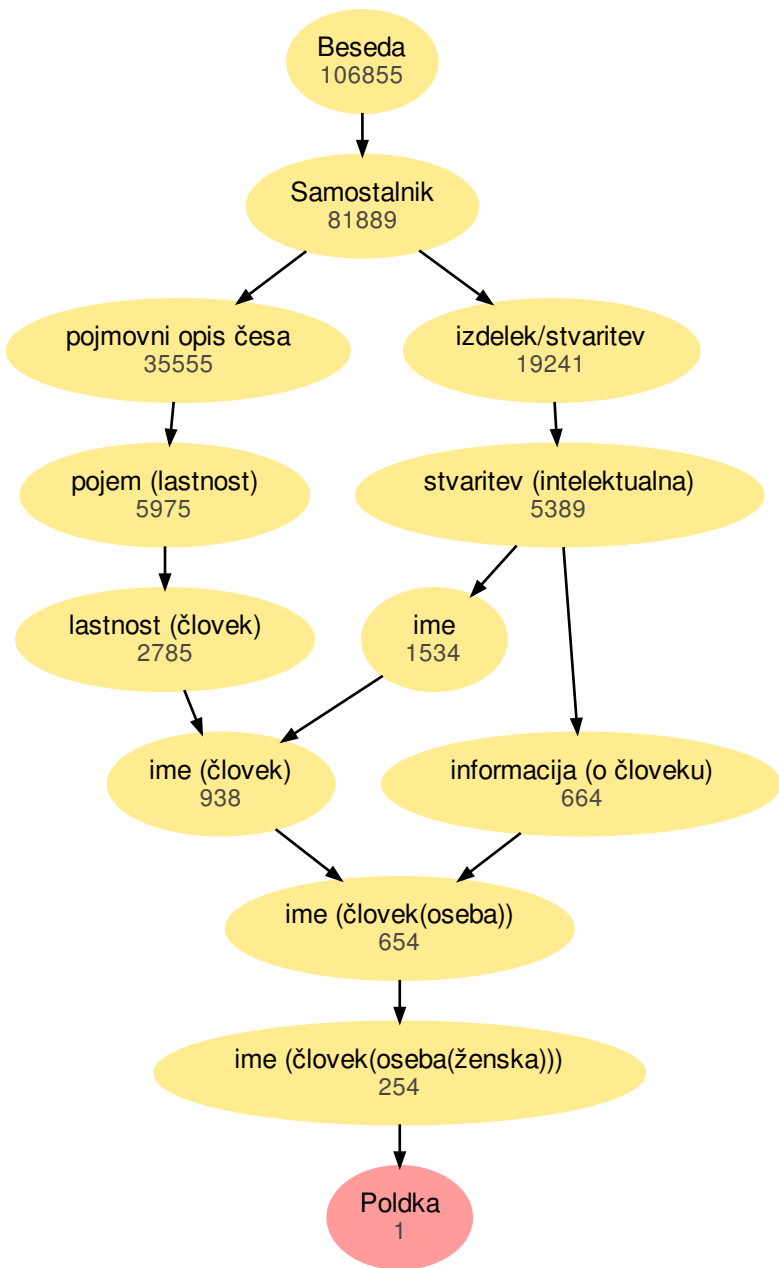 Beseda
106855
Samostalnik
81889
pojmovni opis česa
35555
izdelek/stvaritev
19241
pojem (lastnost)
5975
stvaritev (intelektualna)
5389
lastnost (človek)
2785
ime
1534
ime (človek)
938
informacija (o človeku)
664
ime (človek(oseba))
654
ime (človek(oseba(ženska)))
254
Poldka
1